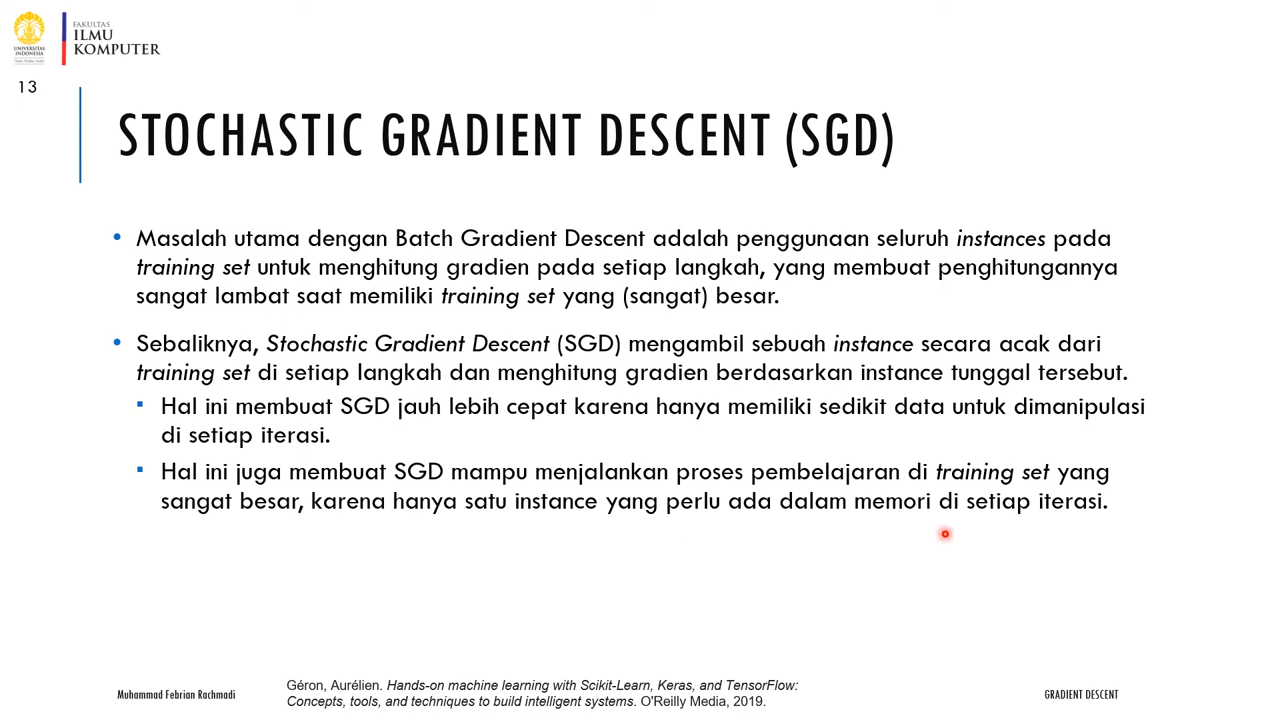 UNIVERSITAS
INDONESIA
FAKULTAS
ILMU
KOMPUTER
13
STOCHASTIC GRADIENT DESCENT (SGD)
• Masalah utama dengan Batch Gradient Descent adalah penggunaan seluruh instances pada
training set untuk menghitung gradien pada setiap langkah, yang membuat penghitungannya
sangat lambat saat memiliki training set yang (sangat) besar.
• Sebaliknya, Stochastic Gradient Descent (SGD) mengambil sebuah instance secara acak dari
training set di setiap langkah dan menghitung gradien berdasarkan instance tunggal tersebut.
▪ Hal ini membuat SGD jauh lebih cepat karena hanya memiliki sedikit data untuk dimanipulasi
di setiap iterasi.
▪ Hal ini juga membuat SGD mampu menjalankan proses pembelajaran di training set yang
sangat besar, karena hanya satu instance yang perlu ada dalam memori di setiap iterasi.
Muhammad Febrian Rachmadi
Géron, Aurélien. Hands-on machine learning with Scikit-Learn, Keras, and TensorFlow:
Concepts, tools, and techniques to build intelligent systems. O'Reilly Media, 2019.
GRADIENT DESCENT